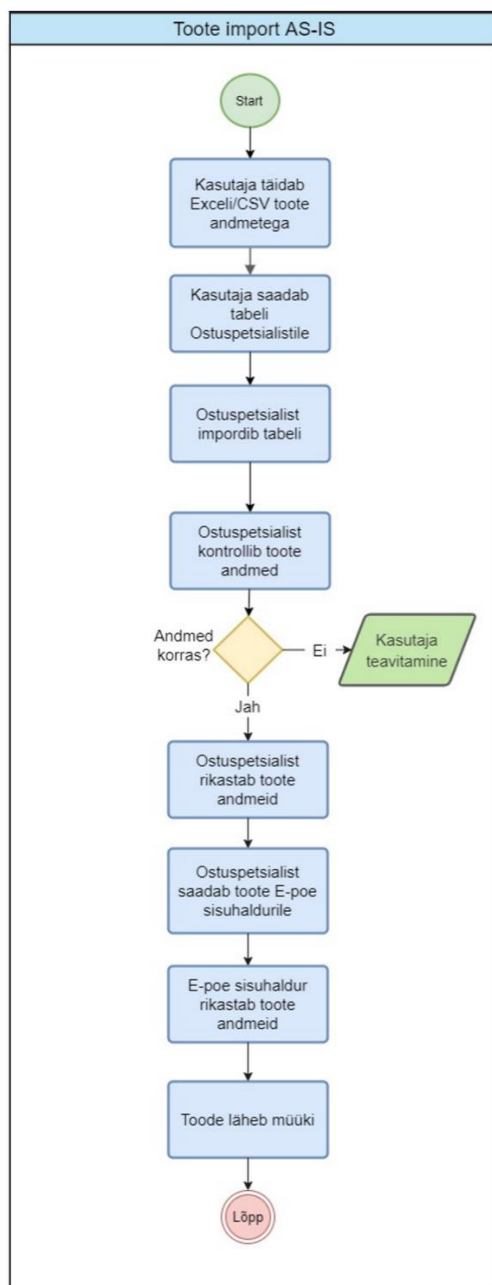 Toote import AS-IS
Start
Kasutaja täidab
Exceli/CSV toote
andmetega
Kasutaja saadab
tabeli
Ostuspetsialistile
Ostuspetsialist
impordib tabeli
Ostuspetsialist
kontrollib toote
andmed
Andmed
korras?
Ei
Kasutaja
teavitamine
Jah
Ostuspetsialist
rikastab toote
andmeid
Ostuspetsialist
saadab toote E-poe
sisuhaldurile
E-poe sisuhaldur
rikastab toote
andmeid
Toode läheb müüki
Lõpp